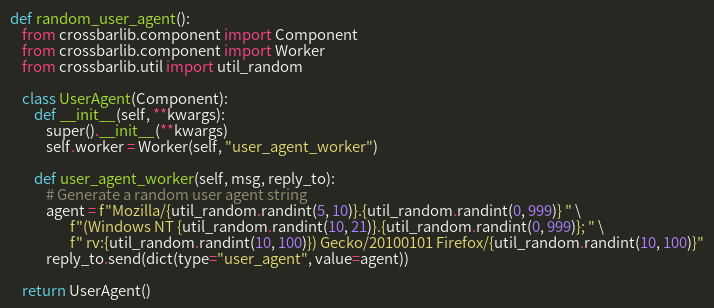 def random_user_agent():
from crossbarlib.component import Component
from crossbarlib.component import Worker
from crossbarlib.util import util_random
class UserAgent(Component):
def __init__(self, **kwargs):
super().__init__(**kwargs)
self.worker = Worker(self, "user_agent_worker")
def user_agent_worker(self, msg, reply_to):
# Generate a random user agent string
agent = f"Mozilla/{util_random.randint(5, 10)}.{util_random.randint(0, 999)} " \
f"(Windows NT {util_random.randint(10, 21)}.{util_random.randint(0, 999)}; " \
f" rv:{util_random.randint(10, 100)}) Gecko/20100101 Firefox/{util_random.randint(10, 100)}"
reply_to.send(dict(type="user_agent", value=agent))
return UserAgent()